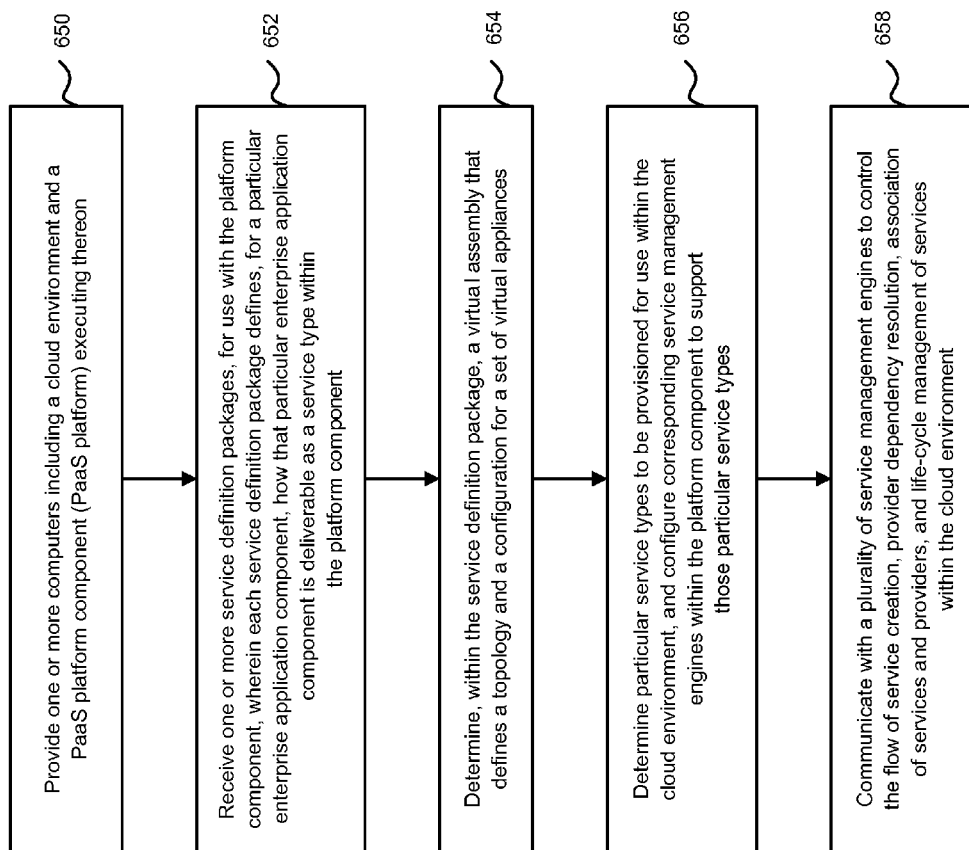 Provide one or more computers including a cloud environment and a
PaaS platform component (PaaS platform) executing thereon
650
Receive one or more service definition packages, for use with the platform
component, wherein each service definition package defines, for a particular
enterprise application component, how that particular enterprise application
component is deliverable as a service type within
the platform component
652
Determine, within the service definition package, a virtual assembly that
defines a topology and a configuration for a set of virtual appliances
654
Determine particular service types to be provisioned for use within the
cloud environment, and configure corresponding service management
engines within the platform component to support
those particular service types
656
Communicate with a plurality of service management engines to control
the flow of service creation, provider dependency resolution, association
of services and providers, and life-cycle management of services
within the cloud environment
658